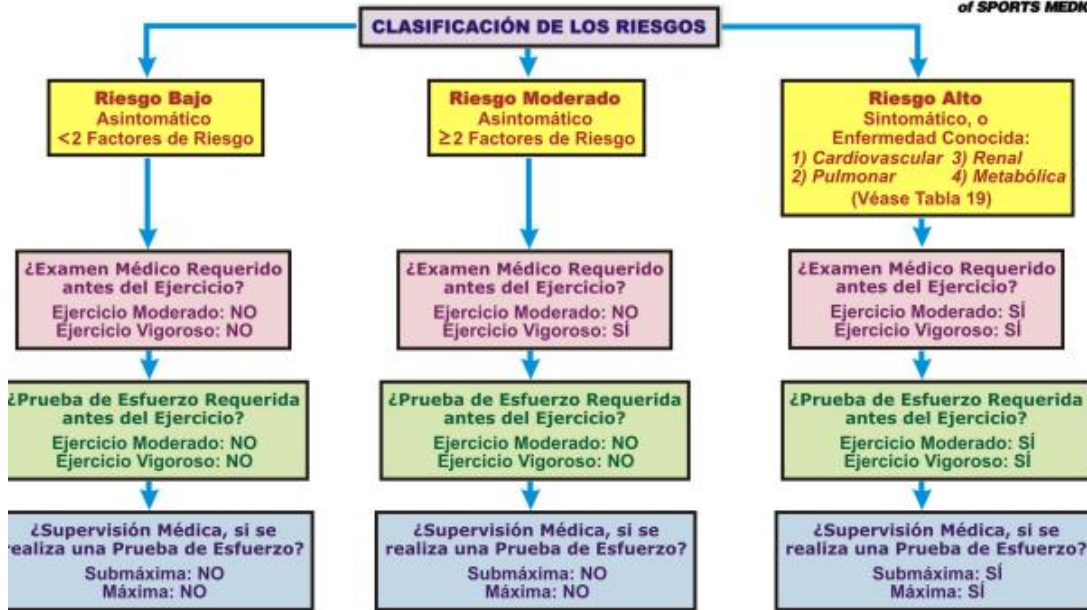 of SPORTS MEDIC
CLASIFICACIÓN DE LOS RIESGOS
Riesgo Bajo
Asintomático
<2 Factores de Riesgo
Riesgo Moderado
Asintomático
≥2 Factores de Riesgo
Riesgo Alto
Sintomático, o
Enfermedad Conocida:
1) Cardiovascular 3) Renal
2) Pulmonar 4) Metabólica
(Véase Tabla 19)
¿Examen Médico Requerido
antes del Ejercicio?
Ejercicio Moderado: NO
Ejercicio Vigoroso: NO
¿Examen Médico Requerido
antes del Ejercicio?
Ejercicio Moderado: NO
Ejercicio Vigoroso: SÍ
¿Examen Médico Requerido
antes del Ejercicio?
Ejercicio Moderado: SÍ
Ejercicio Vigoroso: SÍ
¿Prueba de Esfuerzo Requerida
antes del Ejercicio?
Ejercicio Moderado: NO
Ejercicio Vigoroso: NO
¿Prueba de Esfuerzo Requerida
antes del Ejercicio?
Ejercicio Moderado: NO
Ejercicio Vigoroso: NO
¿Prueba de Esfuerzo Requerida
antes del Ejercicio?
Ejercicio Moderado: SÍ
Ejercicio Vigoroso: SÍ
¿Supervisión Médica, si se
realiza una Prueba de Esfuerzo?
Submáxima: NO
Máxima: NO
¿Supervisión Médica, si se
realiza una Prueba de Esfuerzo?
Submáxima: NO
Máxima: NO
¿Supervisión Médica, si se
realiza una Prueba de Esfuerzo?
Submáxima: SÍ
Máxima: SÍ